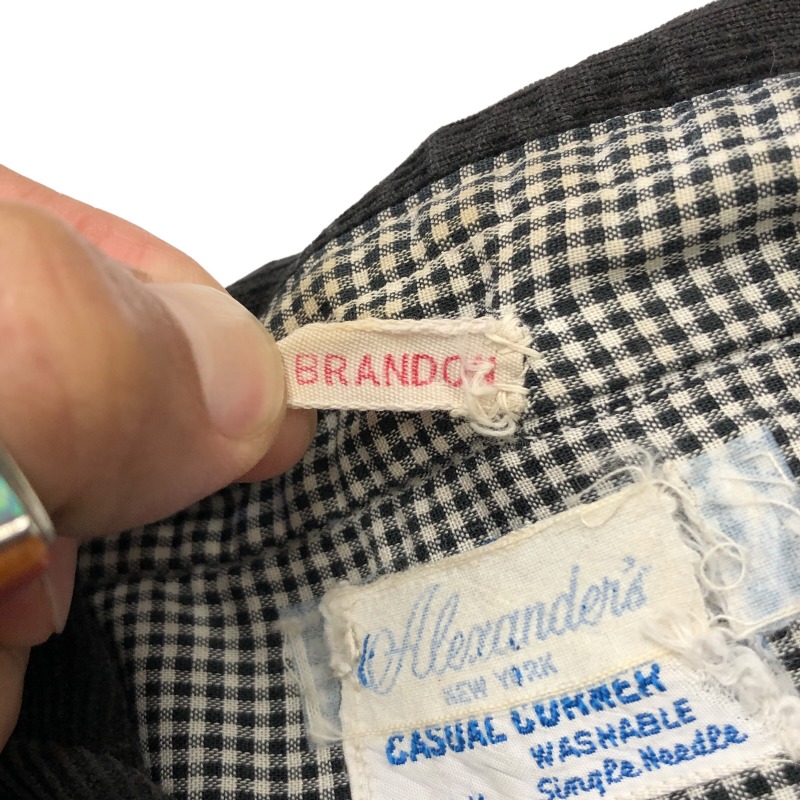 BRANDON
Alexander's
NEW YORK
CASUAL CORNER
WASHABLE
Single Needle